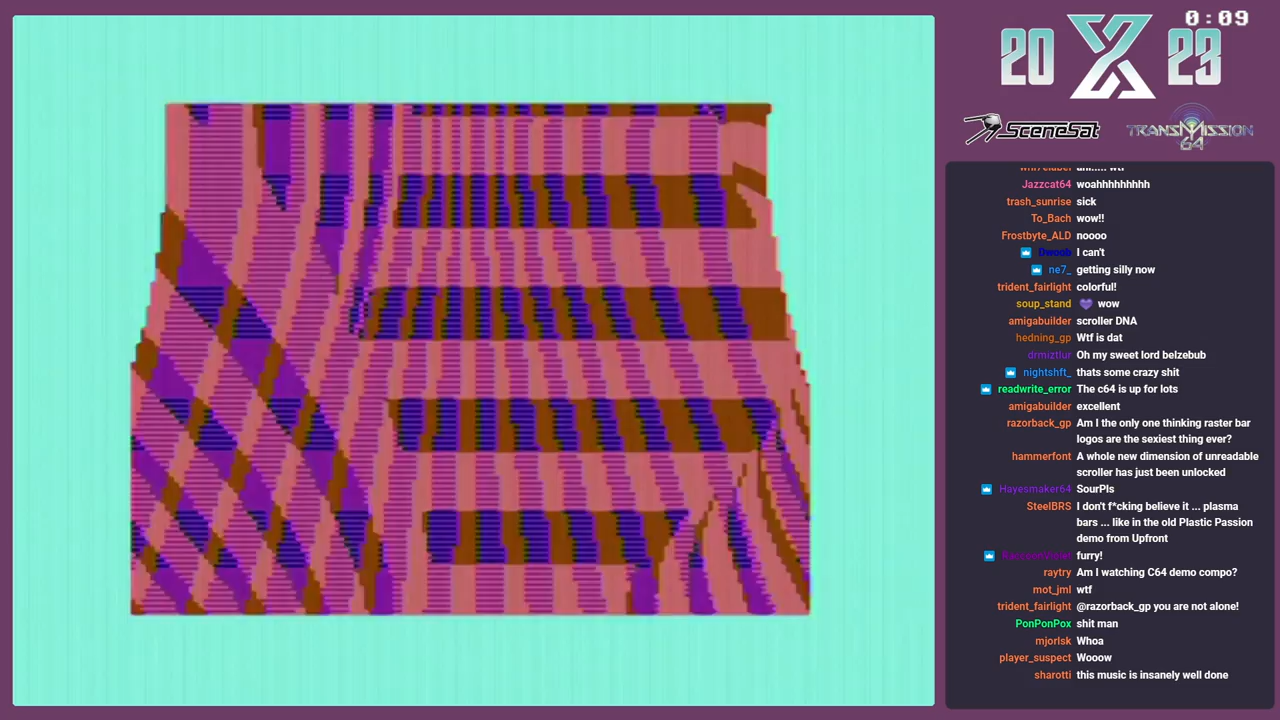 0:09
20 X 23
SceneSat
TRANSMISSION
64
Jazzcat64 woahhhhhhhhh
trash_sunrise sick
To_Bach wow!!
Frostbyte_ALD noooo
Dwoob I can't
ne7_ getting silly now
trident_fairlight colorful!
soup_stand 💜 wow
amigabuilder scroller DNA
hedning_gp Wtf is dat
drmiztlur Oh my sweet lord belzebub
nightshft_ thats some crazy shit
readwrite_error The c64 is up for lots
amigabuilder excellent
razorback_gp Am I the only one thinking raster bar
logos are the sexiest thing ever?
hammerfont A whole new dimension of unreadable
scroller has just been unlocked
Hayesmaker64 SourPls
SteelBRS I don't f*cking believe it ... plasma
bars ... like in the old Plastic Passion
demo from Upfront
RaccoonViolet furry!
raytry Am I watching C64 demo compo?
mot_jml wtf
trident_fairlight @razorback_gp you are not alone!
PonPonPox shit man
mjorlsk Whoa
player_suspect Wooow
sharotti this music is insanely well done